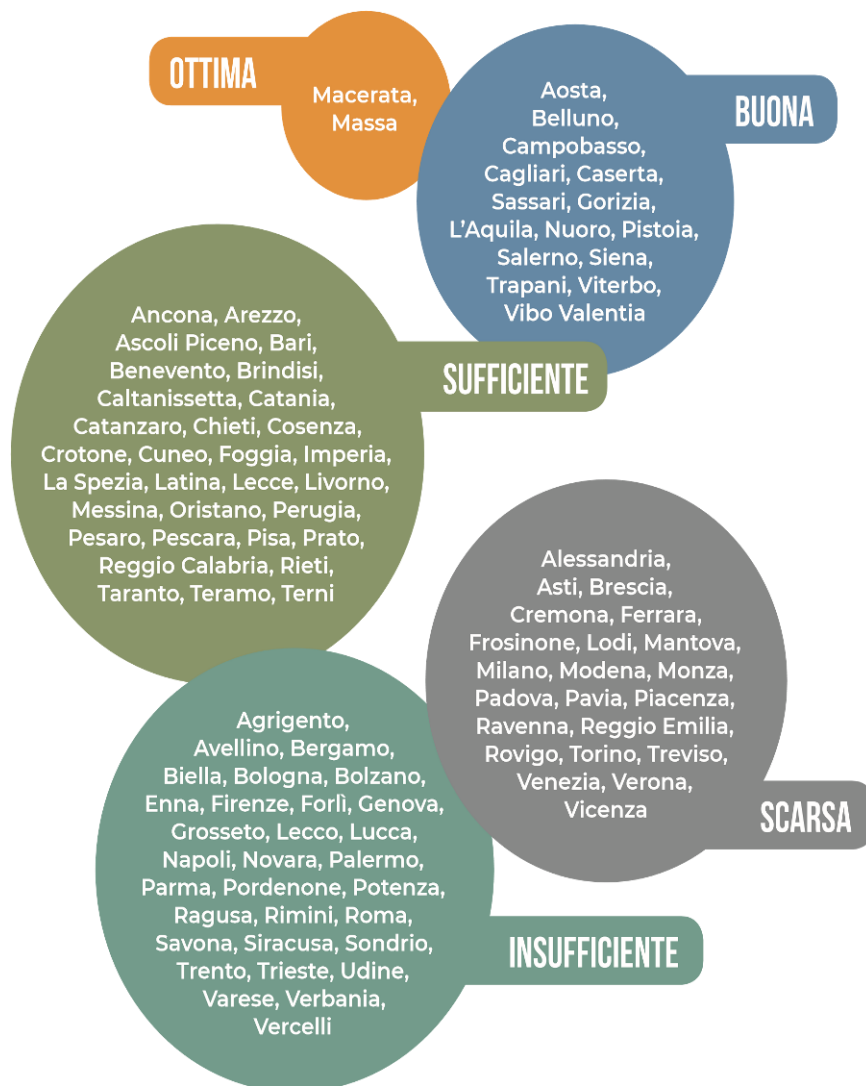 OTTIMA
Macerata,
Massa
BUONA
Aosta,
Belluno,
Campobasso,
Cagliari, Caserta,
Sassari, Gorizia,
L'Aquila, Nuoro, Pistoia,
Salerno, Siena,
Trapani, Viterbo,
Vibo Valentia
SUFFICIENTE
Ancona, Arezzo,
Ascoli Piceno, Bari,
Benevento, Brindisi,
Caltanissetta, Catania,
Catanzaro, Chieti, Cosenza,
Crotone, Cuneo, Foggia, Imperia,
La Spezia, Latina, Lecce, Livorno,
Messina, Oristano, Perugia,
Pesaro, Pescara, Pisa, Prato,
Reggio Calabria, Rieti,
Taranto, Teramo, Terni
Alessandria,
Asti, Brescia,
Cremona, Ferrara,
Frosinone, Lodi, Mantova,
Milano, Modena, Monza,
Padova, Pavia, Piacenza,
Ravenna, Reggio Emilia,
Rovigo, Torino, Treviso,
Venezia, Verona,
Vicenza
SCARSA
Agrigento,
Avellino, Bergamo,
Biella, Bologna, Bolzano,
Enna, Firenze, Forlì, Genova,
Grosseto, Lecco, Lucca,
Napoli, Novara, Palermo,
Parma, Pordenone, Potenza,
Ragusa, Rimini, Roma,
Savona, Siracusa, Sondrio,
Trento, Trieste, Udine,
Varese, Verbania,
Vercelli
INSUFFICIENTE